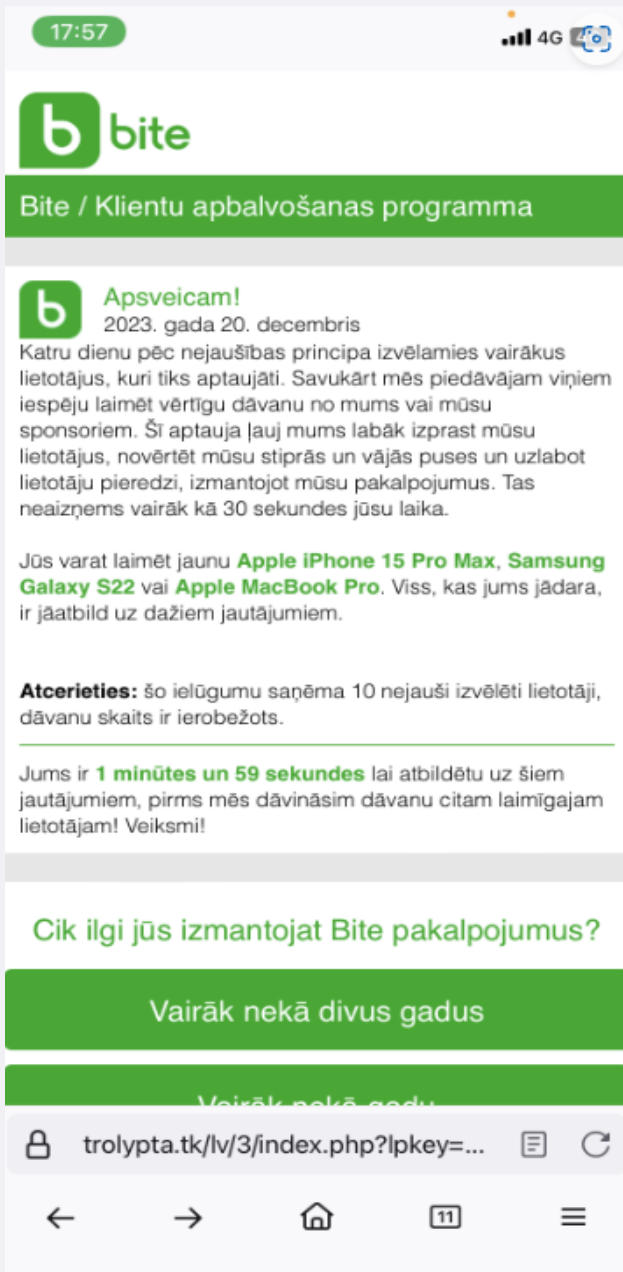 17:57
4G
bite
Bite / Klientu apbalvošanas programma
Apsveicam!
2023. gada 20. decembris
Katru dienu pēc nejaušības principa izvēlamies vairākus
lietotājus, kuri tiks aptaujāti. Savukārt mēs piedāvājam viņiem
iespēju laimēt vērtīgu dāvanu no mums vai mūsu
sponsoriem. Šī aptauja ļauj mums labāk izprast mūsu
lietotājus, novērtēt mūsu stiprās un vājās puses un uzlabot
lietotāju pieredzi, izmantojot mūsu pakalpojumus. Tas
neaizņems vairāk kā 30 sekundes jūsu laika.
Jūs varat laimēt jaunu Apple iPhone 15 Pro Max, Samsung
Galaxy S22 vai Apple MacBook Pro. Viss, kas jums jādara,
ir jāatbild uz dažiem jautājumiem.
Atcerieties: šo ielūgumu saņēma 10 nejauši izvēlēti lietotāji,
dāvanu skaits ir ierobežots.
Jums ir 1 minūtes un 59 sekundes lai atbildētu uz šiem
jautājumiem, pirms mēs dāvināsim dāvanu citam laimīgajam
lietotājam! Veiksmi!
Cik ilgi jūs izmantojat Bite pakalpojumus?
Vairāk nekā divus gadus
Vairāk nekā gadu
trolypta.tk/lv/3/index.php?lpkey=...
11